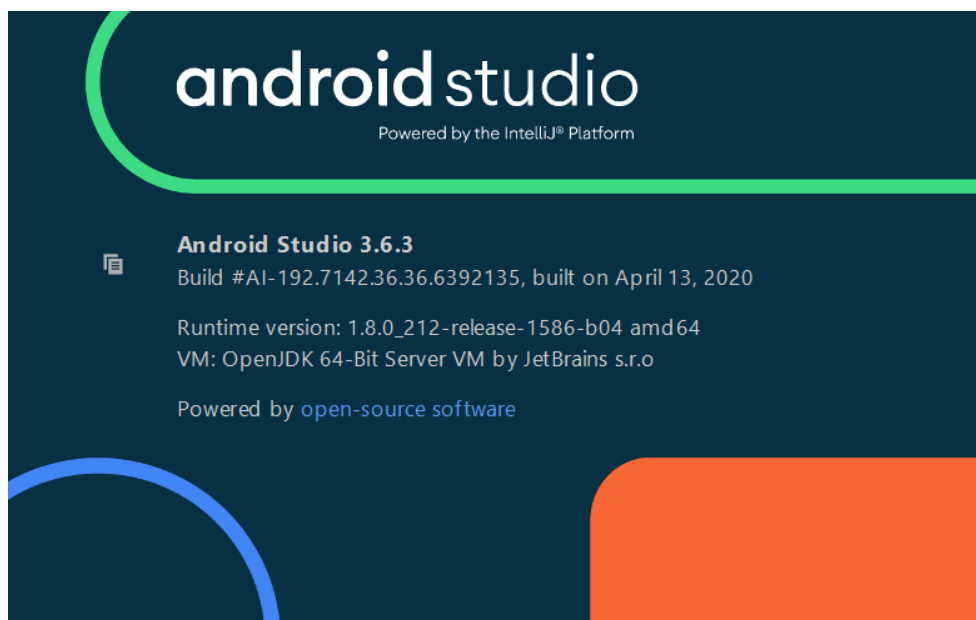 androidstudio
Powered by the IntelliJ® Platform
Android Studio 3.6.3
Build #AI-192.7142.36.36.6392135, built on April 13, 2020
Runtime version: 1.8.0_212-release-1586-b04 amd64
VM: OpenJDK 64-Bit Server VM by JetBrains s.r.o
Powered by open-source software